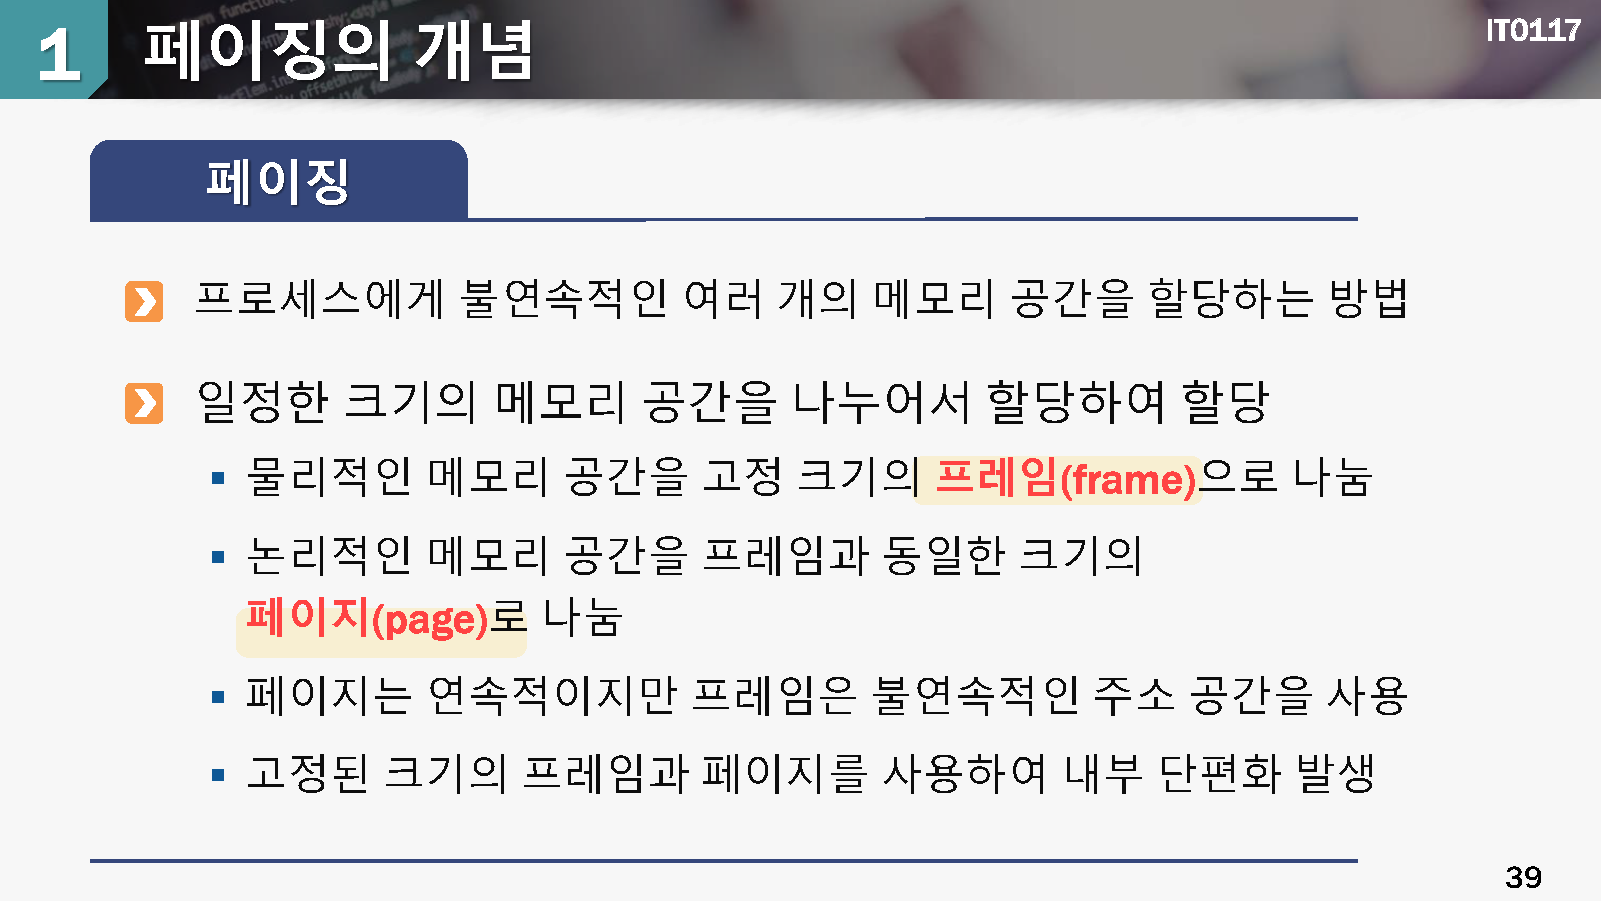 1 페이징의 개념
IT0117
페이징
프로세스에게 불연속적인 여러 개의 메모리 공간을 할당하는 방법
일정한 크기의 메모리 공간을 나누어서 할당하여 할당
물리적인 메모리 공간을 고정 크기의 프레임(frame)으로 나눔
논리적인 메모리 공간을 프레임과 동일한 크기의
페이지(page)로 나눔
페이지는 연속적이지만 프레임은 불연속적인 주소 공간을 사용
고정된 크기의 프레임과 페이지를 사용하여 내부 단편화 발생
39